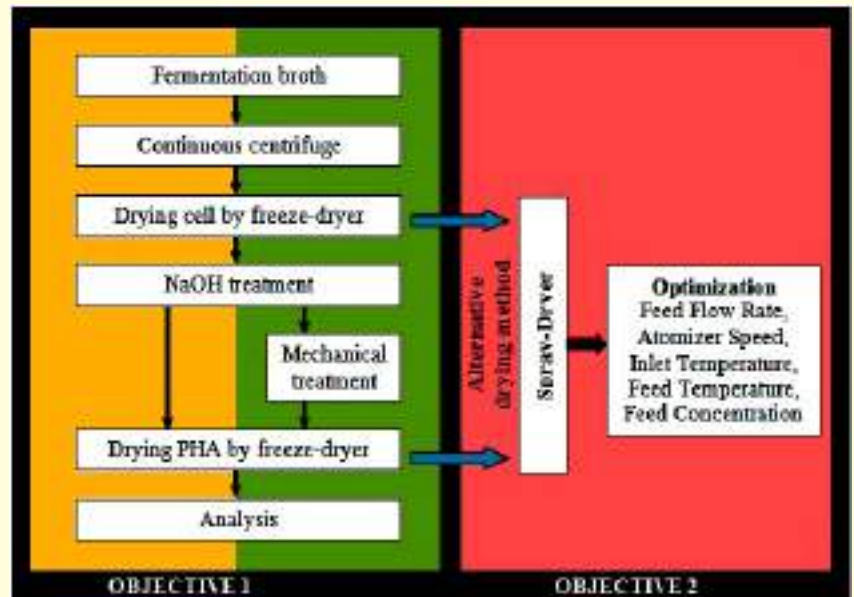 Fermentation broth
Continuous centrifuge
Drying cell by freeze-dryer
NaOH treatment
Mechanical
treatment
Drying PHA by freeze-dryer
Analysis
OBJECTIVE 1
Alternative
drying method
Spray-Dryer
Optimization
Feed Flow Rate,
Atomizer Speed,
Inlet Temperature,
Feed Temperature,
Feed Concentration
OBJECTIVE 2